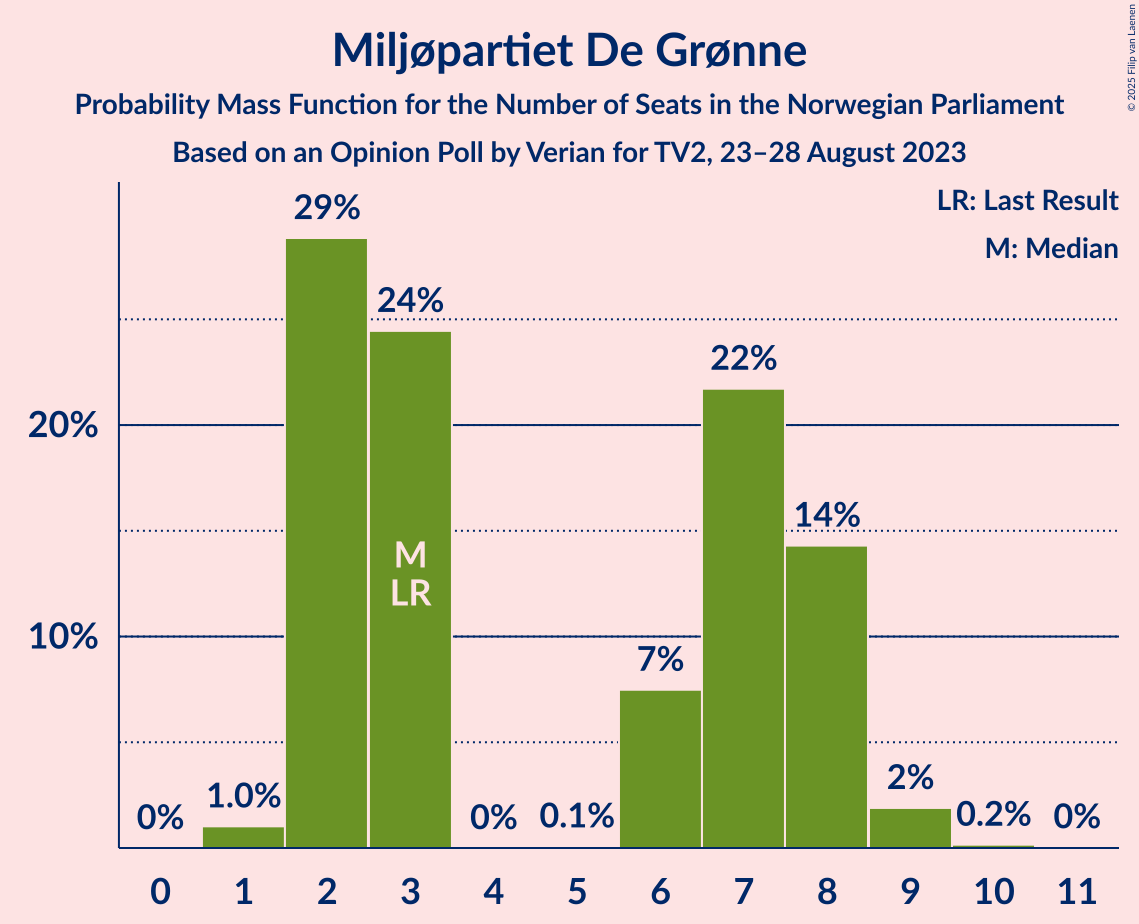 Miljøpartiet De Grønne
Probability Mass Function for the Number of Seats in the Norwegian Parliament
Based on an Opinion Poll by Verian for TV2, 23–28 August 2023
© 2025 Filip van Laenen
LR: Last Result
M: Median
29%
24%
22%
20%
14%
M
LR
10%
7%
2%
1.0%
0%
0%
0.1%
0.2%
0%
0 1 2 3 4 5 6 7 8 9 10 11